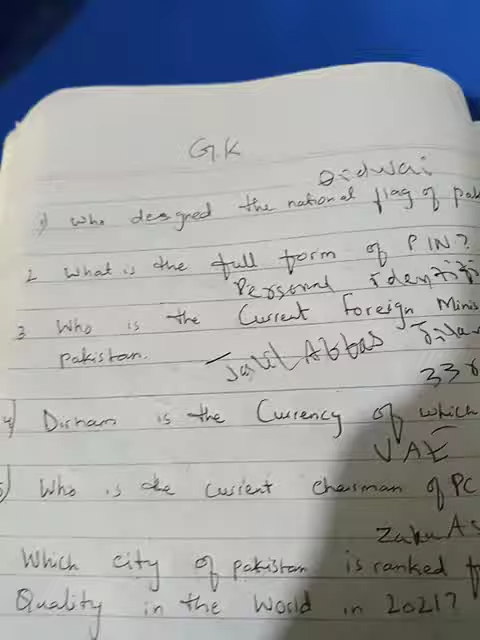 G.K
Qidwai
1) Who designed the national flag of pak
2 What is the full form of PIN?
Personal Identifi
3 Who is the Current Foreign Minis
pakistan.
Jalil Abbas Jilan
336
4) Dirham is the Currency of which
UAE
5) Who is the current chairman of PC
Zaka As
Which city of pakistan is ranked
Quality in the World in 2021?